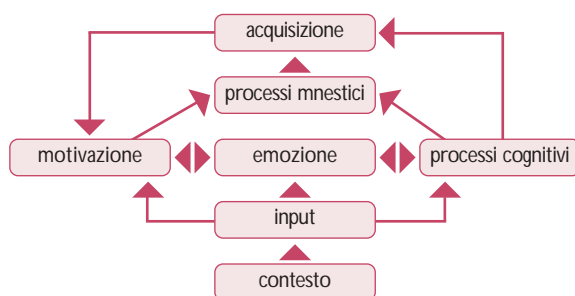 acquisizione
processi mnestici
motivazione
emozione
processi cognitivi
input
contesto